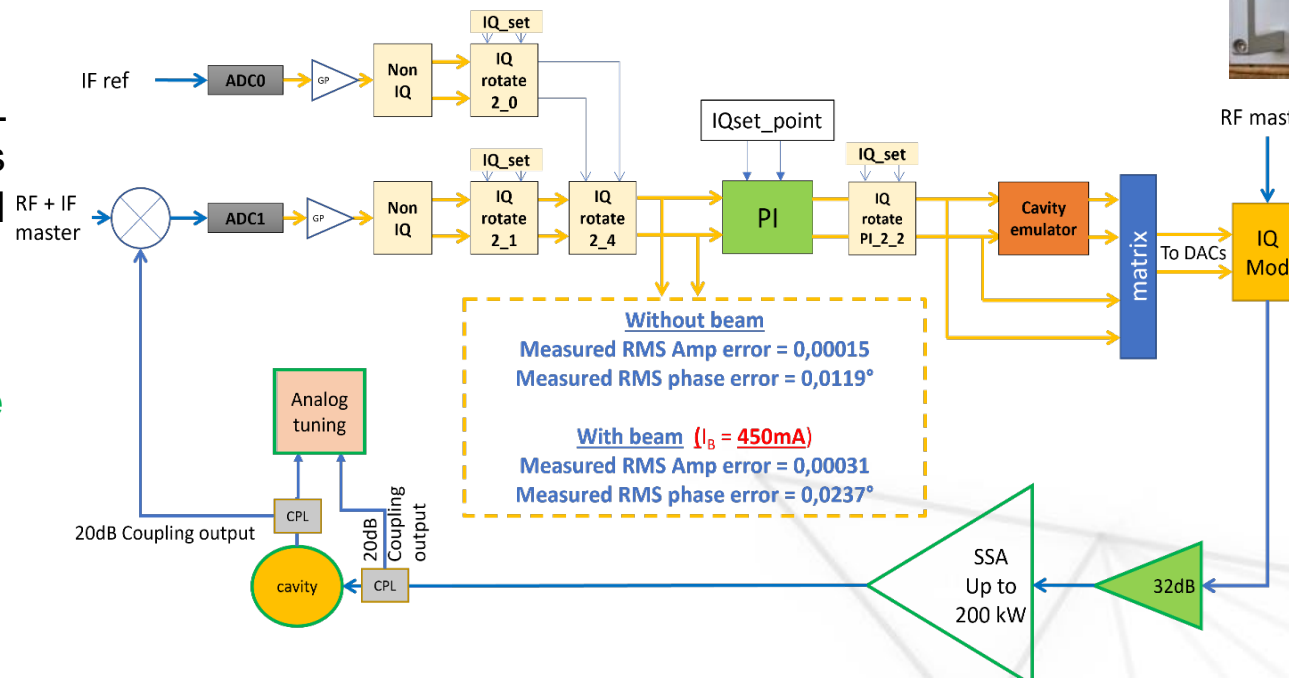 IQ_set
IF ref
ADC0
GP
Non
IQ
IQ
rotate
2_0
RF mast
IQset_point
s
RF + IF
master
ADC1
GP
Non
IQ
IQ_set
IQ
rotate
2_1
IQ
rotate
2_4
PI
IQ_set
IQ
rotate
PI_2_2
Cavity
emulator
matrix
To DACs
IQ
Mod
Without beam
Measured RMS Amp error = 0,00015
Measured RMS phase error = 0,0119°
With beam (I_B = 450mA)
Measured RMS Amp error = 0,00031
Measured RMS phase error = 0,0237°
e
Analog
tuning
CPL
20dB Coupling output
20dB
Coupling
output
cavity
CPL
SSA
Up to
200 kW
32dB